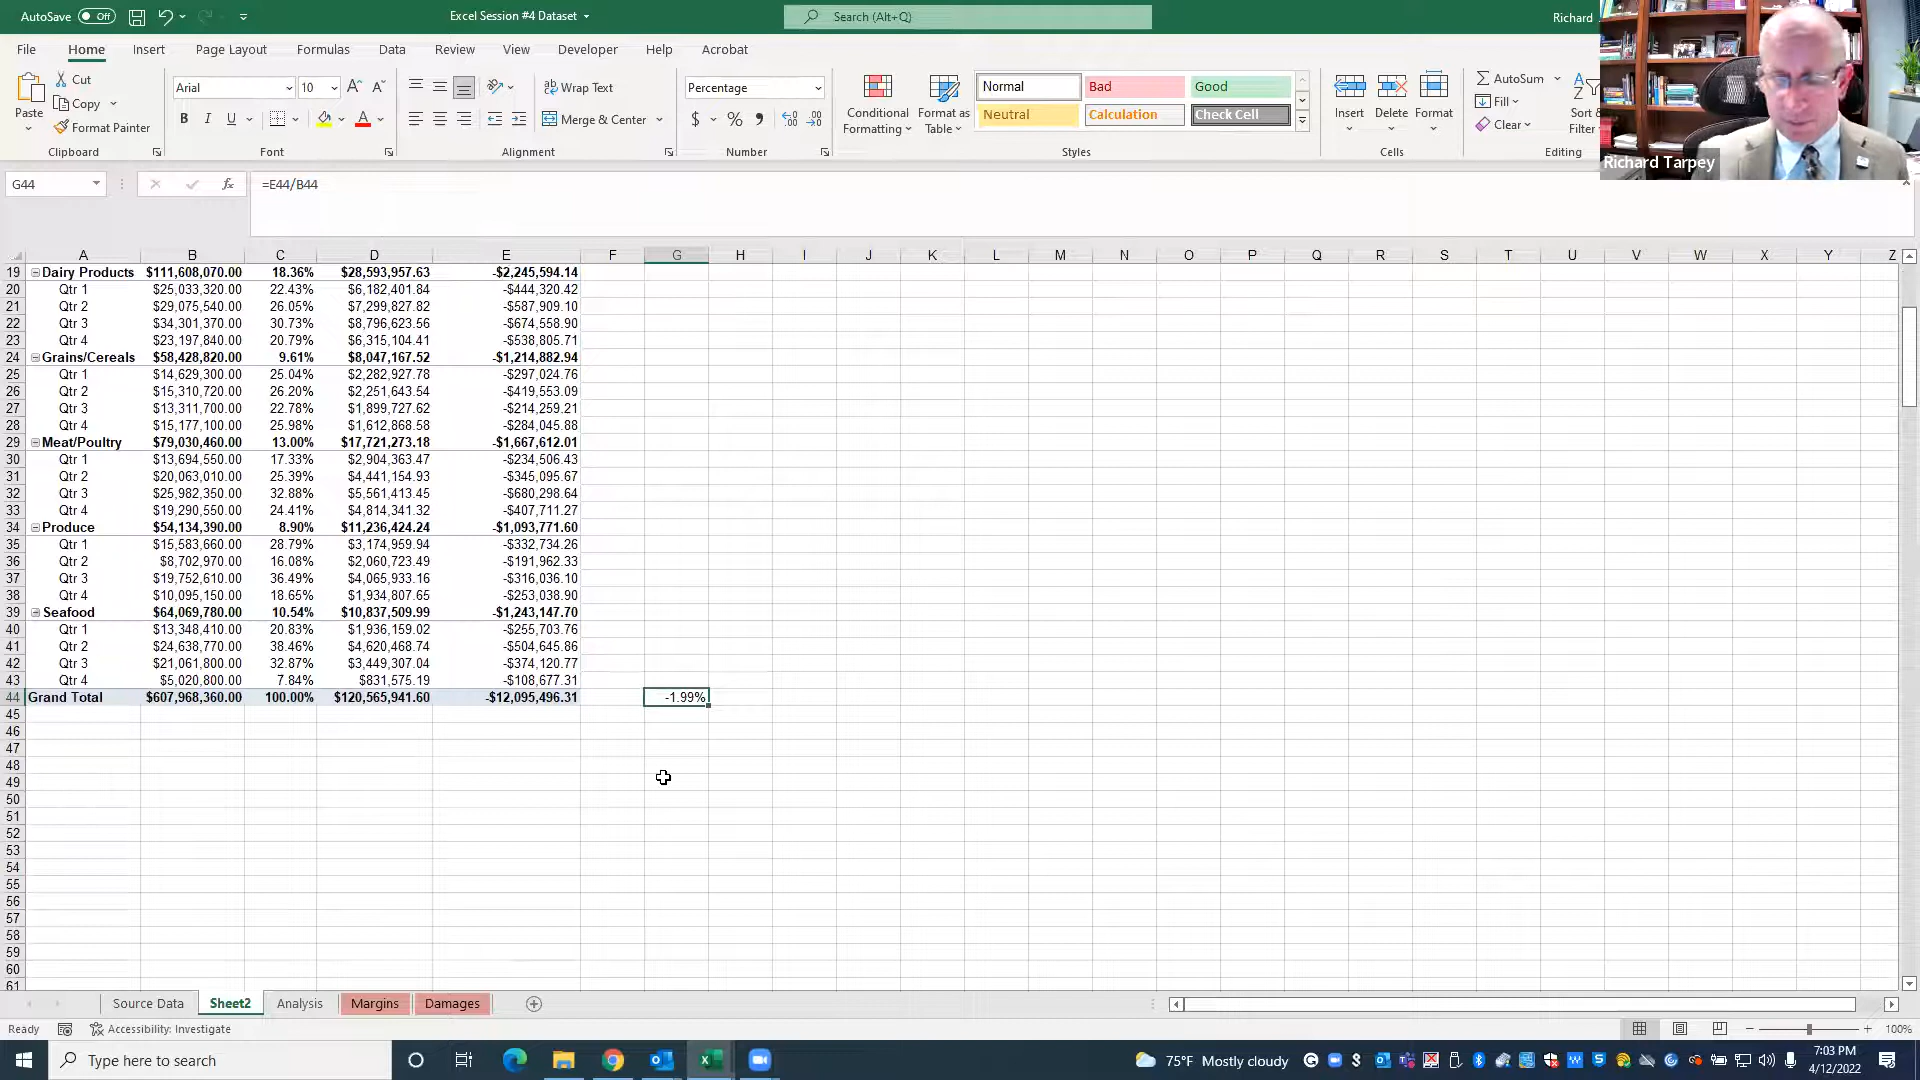 AutoSave Off Excel Session #4 Dataset Search (Alt+Q) Richard
File Home Insert Page Layout Formulas Data Review View Developer Help Acrobat
Paste Cut Copy Format Painter Clipboard
Arial 10 A A B I U A Font
Wrap Text Merge & Center Alignment
Percentage $ % Number
Conditional Formatting Format as Table
Normal Bad Good
Neutral Calculation Check Cell
Styles
Insert Delete Format Cells
AutoSum Fill Clear Sort & Filter Editing
Richard Tarpey
G44 fx =E44/B44
A B C D E F G H I J K L M N O P Q R S T U V W X Y Z
19 Dairy Products $111,608,070.00 18.36% $28,593,957.63 -$2,245,594.14
20 Qtr 1 $25,033,320.00 22.43% $6,182,401.84 -$444,320.42
21 Qtr 2 $29,075,540.00 26.05% $7,299,827.82 -$587,909.10
22 Qtr 3 $34,301,370.00 30.73% $8,796,623.56 -$674,558.90
23 Qtr 4 $23,197,840.00 20.79% $6,315,104.41 -$538,805.71
24 Grains/Cereals $58,428,820.00 9.61% $8,047,167.52 -$1,214,882.94
25 Qtr 1 $14,629,300.00 25.04% $2,282,927.78 -$297,024.76
26 Qtr 2 $15,310,720.00 26.20% $2,251,643.54 -$419,553.09
27 Qtr 3 $13,311,700.00 22.78% $1,899,727.62 -$214,259.21
28 Qtr 4 $15,177,100.00 25.98% $1,612,868.58 -$284,045.88
29 Meat/Poultry $79,030,460.00 13.00% $17,721,273.18 -$1,667,612.01
30 Qtr 1 $13,694,550.00 17.33% $2,904,363.47 -$234,506.43
31 Qtr 2 $20,063,010.00 25.39% $4,441,154.93 -$345,095.67
32 Qtr 3 $25,982,350.00 32.88% $5,561,413.45 -$680,298.64
33 Qtr 4 $19,290,550.00 24.41% $4,814,341.32 -$407,711.27
34 Produce $54,134,390.00 8.90% $11,236,424.24 -$1,093,771.60
35 Qtr 1 $15,583,660.00 28.79% $3,174,959.94 -$332,734.26
36 Qtr 2 $8,702,970.00 16.08% $2,060,723.49 -$191,962.33
37 Qtr 3 $19,752,610.00 36.49% $4,065,933.16 -$316,036.10
38 Qtr 4 $10,095,150.00 18.65% $1,934,807.65 -$253,038.90
39 Seafood $64,069,780.00 10.54% $10,837,509.99 -$1,243,147.70
40 Qtr 1 $13,348,410.00 20.83% $1,936,159.02 -$255,703.76
41 Qtr 2 $24,638,770.00 38.46% $4,620,468.74 -$504,645.86
42 Qtr 3 $21,061,800.00 32.87% $3,449,307.04 -$374,120.77
43 Qtr 4 $5,020,800.00 7.84% $831,575.19 -$108,677.31
44 Grand Total $607,968,360.00 100.00% $120,565,941.60 -$12,095,496.31 -1.99%
45
46
47
48
49
50
51
52
53
54
55
56
57
58
59
60
61
Source Data Sheet2 Analysis Margins Damages
Ready Accessibility: Investigate 100%
Type here to search 75°F Mostly cloudy 7:03 PM
4/12/2022